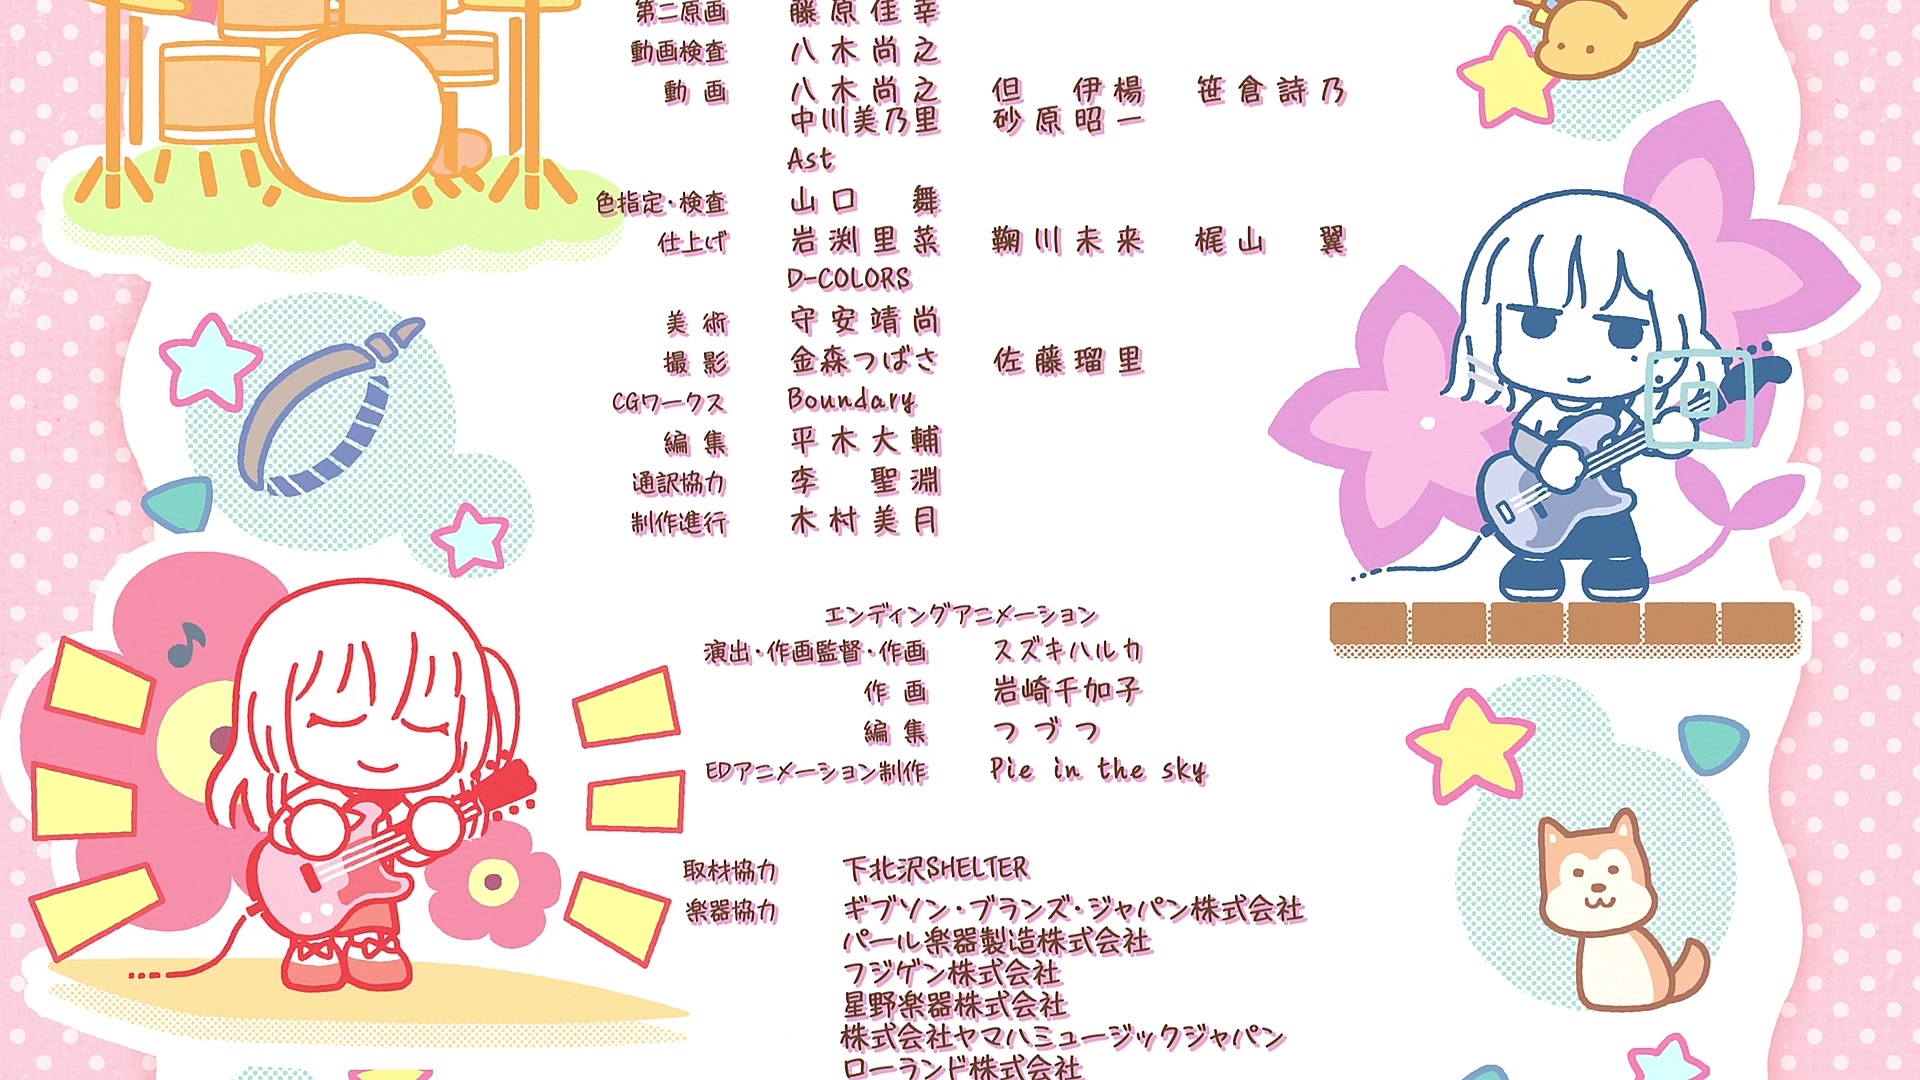 第二原画 藤原佳幸
動画検査 八木尚之
動画 八木尚之 但 伊楊 笹倉詩乃
中川美乃里 砂原昭一
Ast
色指定・検査 山口 舞
仕上げ 岩渕里菜 鞠川未来 梶山 翼
D-COLORS
美術 守安靖尚
撮影 金森つばさ 佐藤瑠里
CGワークス Boundary
編集 平木大輔
通訳協力 李 聖淵
制作進行 木村美月
エンディングアニメーション
演出・作画監督・作画 スズキハルカ
作画 岩崎千加子
編集 つづつ
EDアニメーション制作 Pie in the sky
取材協力 下北沢SHELTER
楽器協力 ギブソン・ブランズ・ジャパン株式会社
パール楽器製造株式会社
フジゲン株式会社
星野楽器株式会社
株式会社ヤマハミュージックジャパン
ローランド株式会社